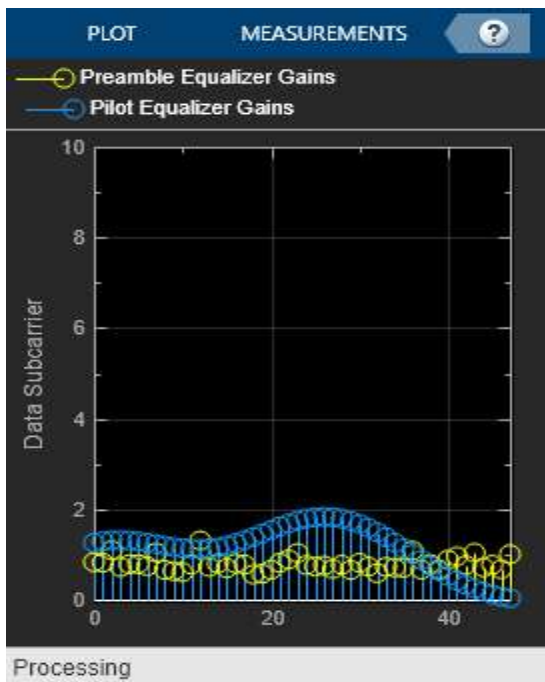 PLOT MEASUREMENTS ?
Preamble Equalizer Gains
Pilot Equalizer Gains
10
8
6
4
2
0
Data Subcarrier
0 20 40
Processing